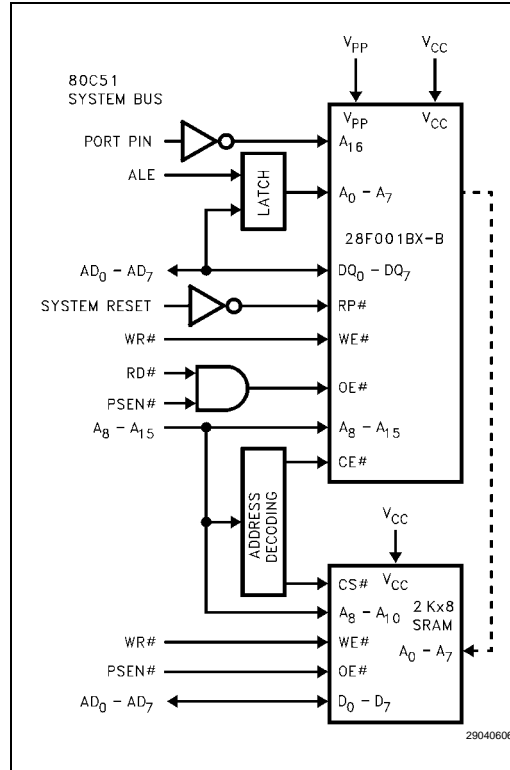 V_PP
V_CC
80C51
SYSTEM BUS
V_PP
V_CC
PORT PIN
A_16
ALE
LATCH
A_0 – A_7
28F001BX–B
AD_0 – AD_7
DQ_0 – DQ_7
SYSTEM RESET
RP#
WR#
WE#
RD#
OE#
PSEN#
A_8 – A_15
A_8 – A_15
CE#
ADDRESS
DECODING
V_CC
V_CC
CS#
A_8 – A_10
2 Kx8
SRAM
WR#
WE#
A_0 – A_7
PSEN#
OE#
AD_0 – AD_7
D_0 – D_7
29040606